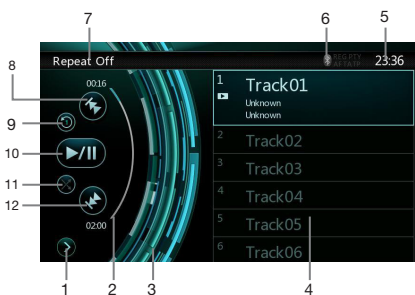 7
6
5
Repeat Off
REG PTY
AF TA TP
23:36
8
00:16
1
Track01
Unknown
Unknown
9
10
2
Track02
3
Track03
11
4
Track04
12
02:00
5
Track05
6
Track06
1
2
3
4